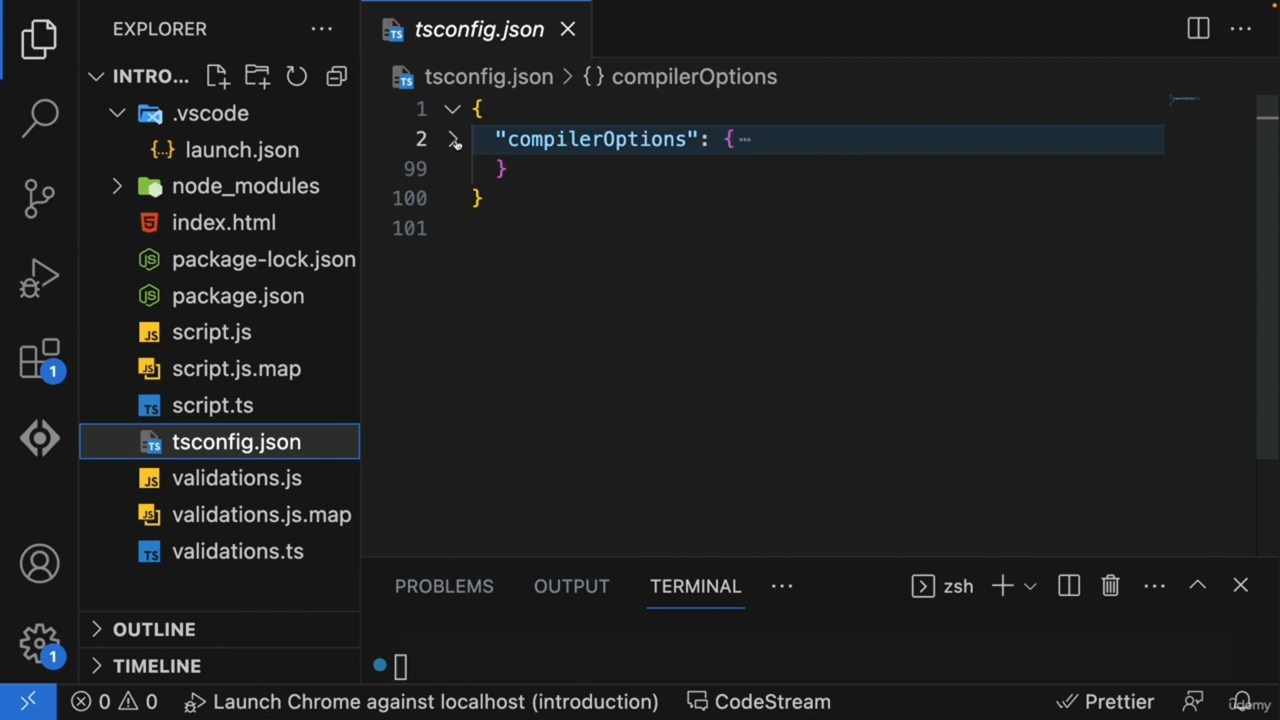 EXPLORER
INTRO...
.vscode
launch.json
node_modules
index.html
package-lock.json
package.json
script.js
script.js.map
script.ts
tsconfig.json
validations.js
validations.js.map
validations.ts
OUTLINE
TIMELINE
tsconfig.json
tsconfig.json > {} compilerOptions
1 {
2 "compilerOptions": { ···
99 }
100 }
101
PROBLEMS OUTPUT TERMINAL ··· zsh
0 0 Launch Chrome against localhost (introduction) CodeStream Prettier
1
1
udemy